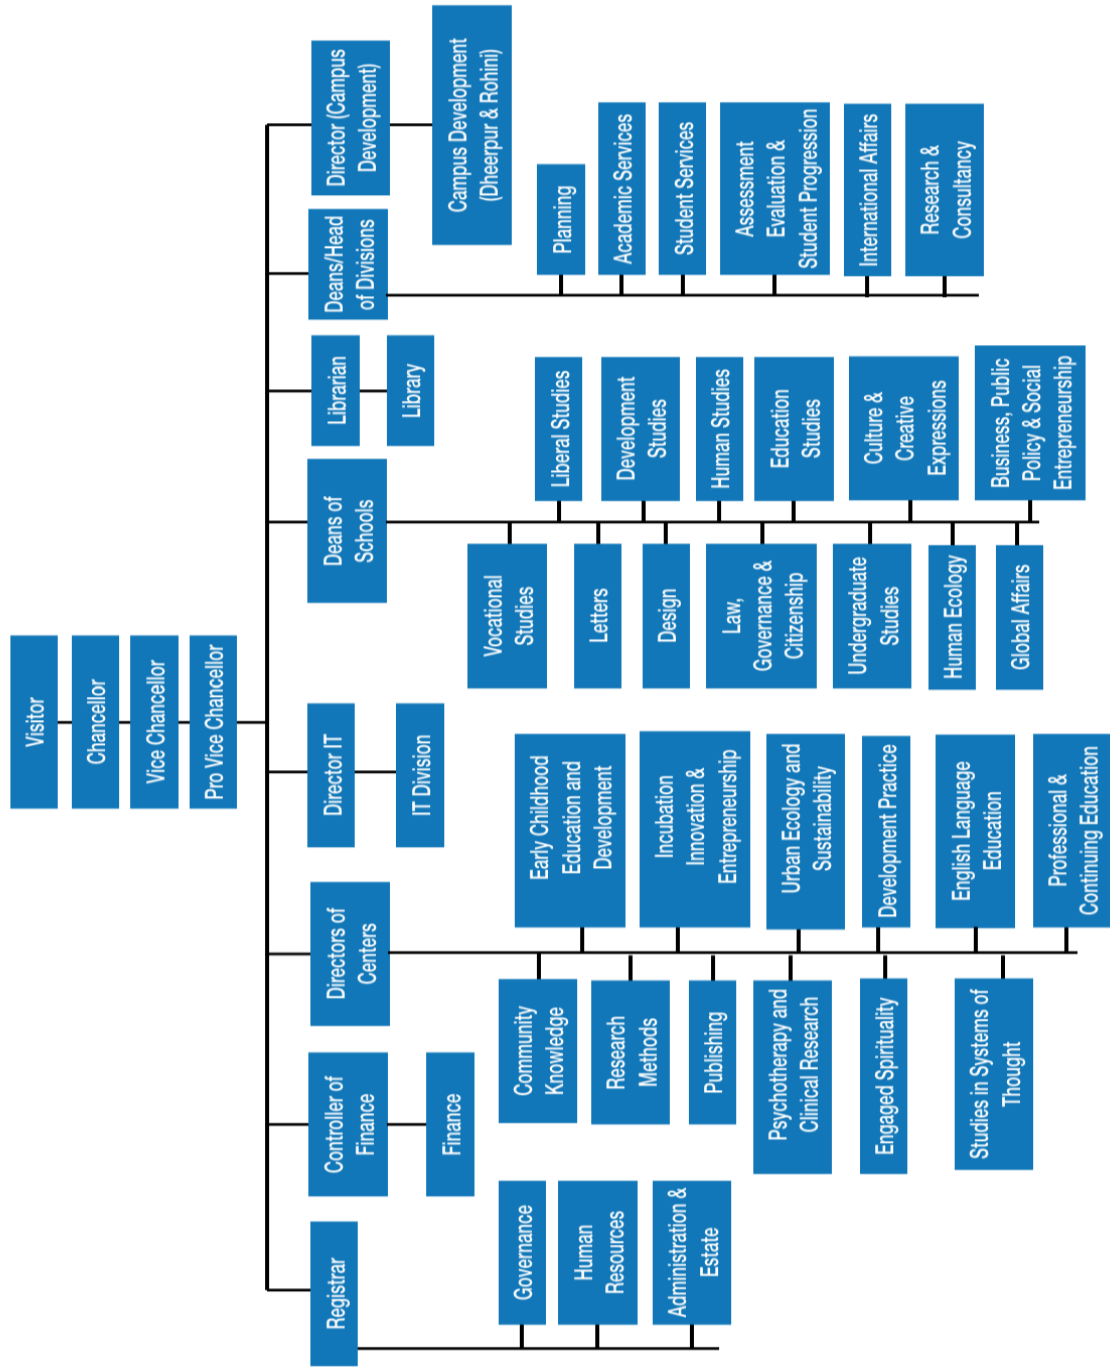 Visitor
Chancellor
Vice Chancellor
Pro Vice Chancellor
Registrar
Governance
Human
Resources
Administration &
Estate
Controller of
Finance
Finance
Directors of
Centers
Community
Knowledge
Early Childhood
Education and
Development
Research
Methods
Incubation
Innovation &
Entrepreneurship
Publishing
Psychotherapy and
Clinical Research
Urban Ecology and
Sustainability
Engaged Spirituality
Development Practice
Studies in Systems of
Thought
English Language
Education
Professional &
Continuing Education
Director IT
IT Division
Deans of
Schools
Vocational
Studies
Liberal Studies
Letters
Development
Studies
Design
Human Studies
Law,
Governance &
Citizenship
Education
Studies
Undergraduate
Studies
Culture &
Creative
Expressions
Human Ecology
Global Affairs
Business, Public
Policy & Social
Entrepreneurship
Librarian
Library
Deans/Head
of Divisions
Planning
Academic Services
Student Services
Assessment
Evaluation &
Student Progression
International Affairs
Research &
Consultancy
Director (Campus
Development)
Campus Development
(Dheerpur & Rohini)